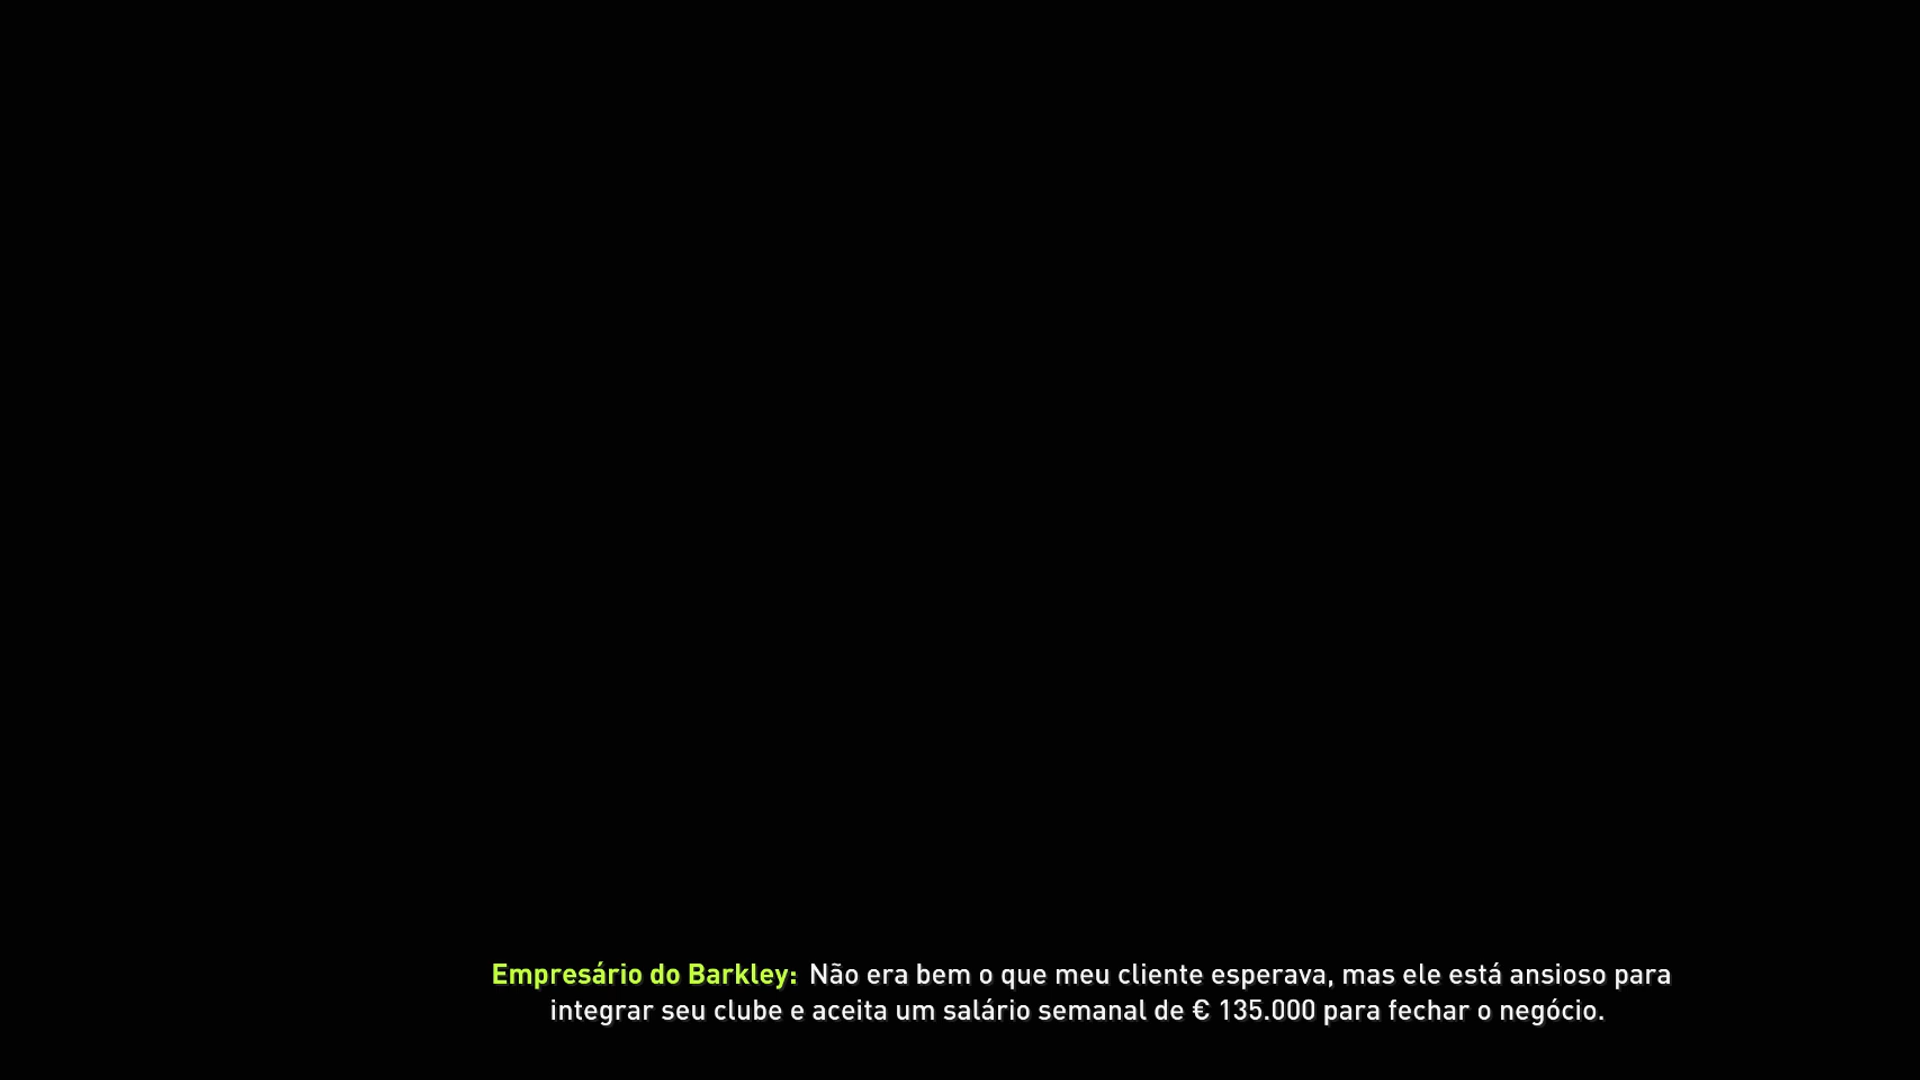 Empresário do Barkley: Não era bem o que meu cliente esperava, mas ele está ansioso para
integrar seu clube e aceita um salário semanal de € 135.000 para fechar o negócio.